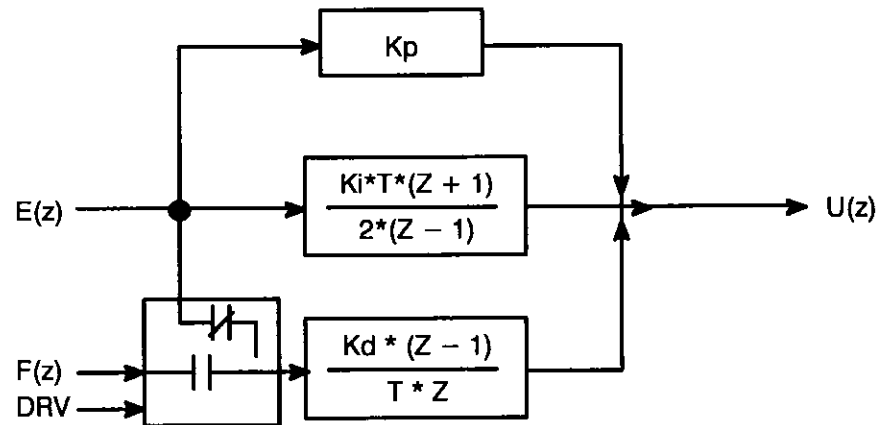 Kp
E(z)
Ki*T*(Z + 1)
2*(Z − 1)
U(z)
F(z)
DRV
Kd * (Z − 1)
T * Z